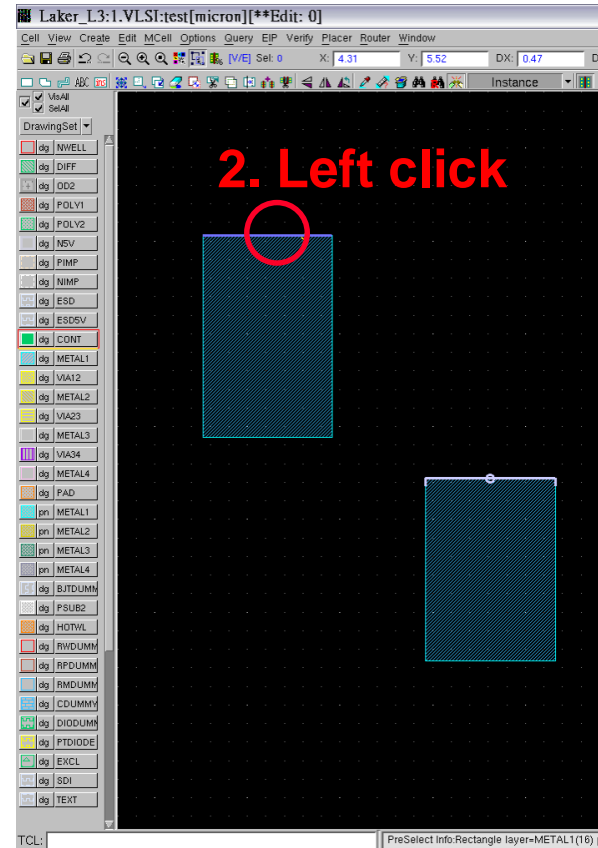 Laker_L3:1.VLSI:test[micron][**Edit: 0]
Cell View Create Edit MCell Options Query EIP Verify Placer Router Window
[V/E] Sel: 0 X: 4.31 Y: 5.52 DX: 0.47 D
ABC Instance
VisAll
SelAll
DrawingSet
2. Left click
dg NWELL
dg DIFF
dg OD2
dg POLY1
dg POLY2
dg N5V
dg PIMP
dg NIMP
dg ESD
dg ESD5V
dg CONT
dg METAL1
dg VIA12
dg METAL2
dg VIA23
dg METAL3
dg VIA34
dg METAL4
dg PAD
pn METAL1
pn METAL2
pn METAL3
pn METAL4
dg BJTDUMM
dg PSUB2
dg HOTWL
dg RWDUMM
dg RPDUMM
dg RMDUMM
dg CDUMMY
dg DIODUMM
dg PTDIODE
dg EXCL
dg SDI
dg TEXT
TCL: PreSelect Info:Rectangle layer=METAL1(16)